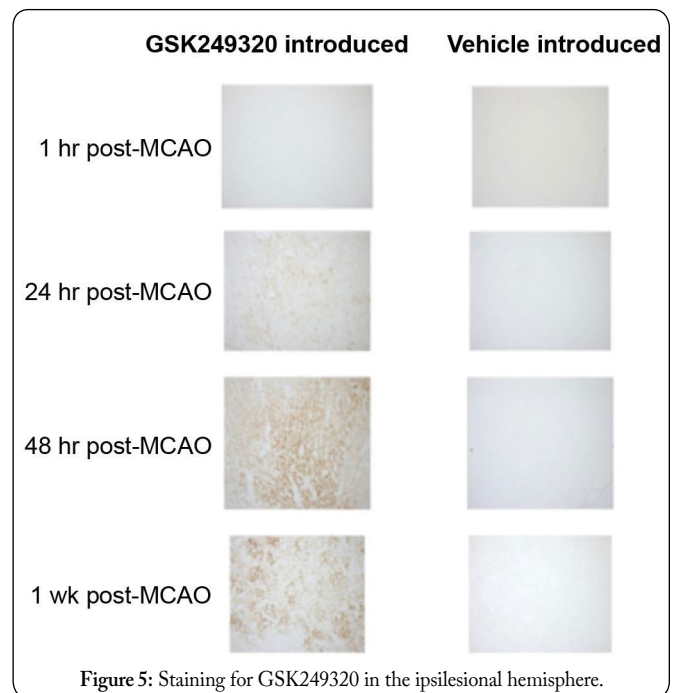 GSK249320 introduced Vehicle introduced
1 hr post-MCAO
24 hr post-MCAO
48 hr post-MCAO
1 wk post-MCAO
Figure 5: Staining for GSK249320 in the ipsilesional hemisphere.